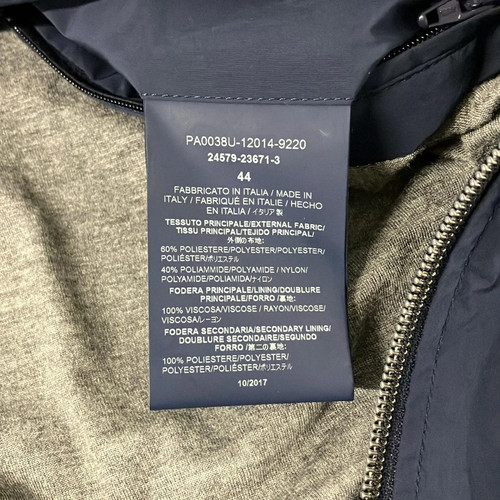 PA0038U-12014-9220
24579-23671-3
44
FABBRICATO IN ITALIA / MADE IN
ITALY / FABRIQUÉ EN ITALIE / HECHO
EN ITALIA / イタリア製
TESSUTO PRINCIPALE/EXTERNAL FABRIC/
TISSU PRINCIPAL/TEJIDO PRINCIPAL/
外側の布地:
60% POLIESTERE/POLYESTER/POLYESTER/
POLIÉSTER/ポリエステル
40% POLIAMMIDE/POLYAMIDE / NYLON/
POLYAMIDE/POLIAMIDA/ナイロン
FODERA PRINCIPALE/LINING/DOUBLURE
PRINCIPALE/FORRO /裏地:
100% VISCOSA/VISCOSE / RAYON/VISCOSE/
VISCOSA/レーヨン
FODERA SECONDARIA/SECONDARY LINING/
DOUBLURE SECONDAIRE/SEGUNDO
FORRO /第二の裏地:
100% POLIESTERE/POLYESTER/
POLYESTER/POLIÉSTER/ポリエステル
10/2017